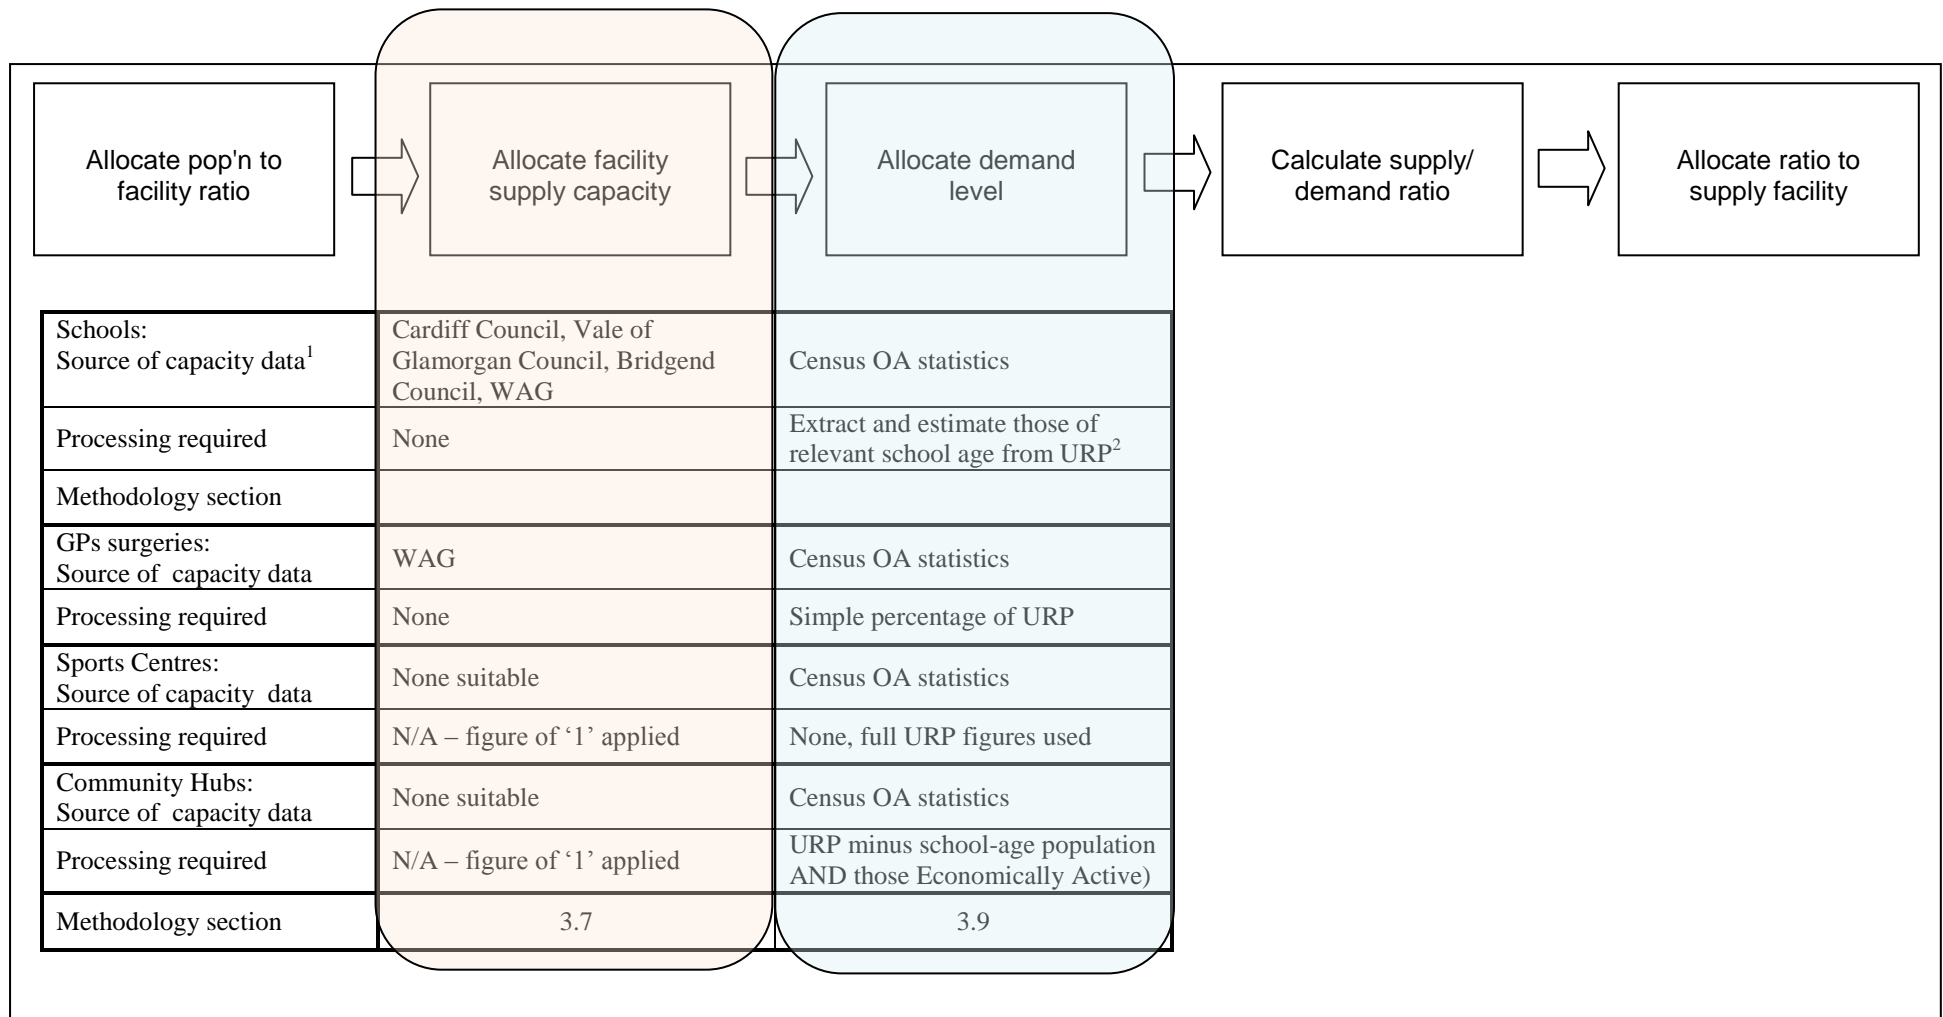 Allocate pop'n to
facility ratio
Allocate facility
supply capacity
Allocate demand
level
Calculate supply/
demand ratio
Allocate ratio to
supply facility
Schools:
Source of capacity data1
Cardiff Council, Vale of
Glamorgan Council, Bridgend
Council, WAG
Census OA statistics
Processing required
None
Extract and estimate those of
relevant school age from URP2
Methodology section
GPs surgeries:
Source of  capacity data
WAG
Census OA statistics
Processing required
None
Simple percentage of URP
Sports Centres:
Source of capacity  data
None suitable
Census OA statistics
Processing required
N/A – figure of ‘1’ applied
None, full URP figures used
Community Hubs:
Source of  capacity data
None suitable
Census OA statistics
Processing required
N/A – figure of ‘1’ applied
URP minus school-age population
AND those Economically Active)
Methodology section
3.7
3.9